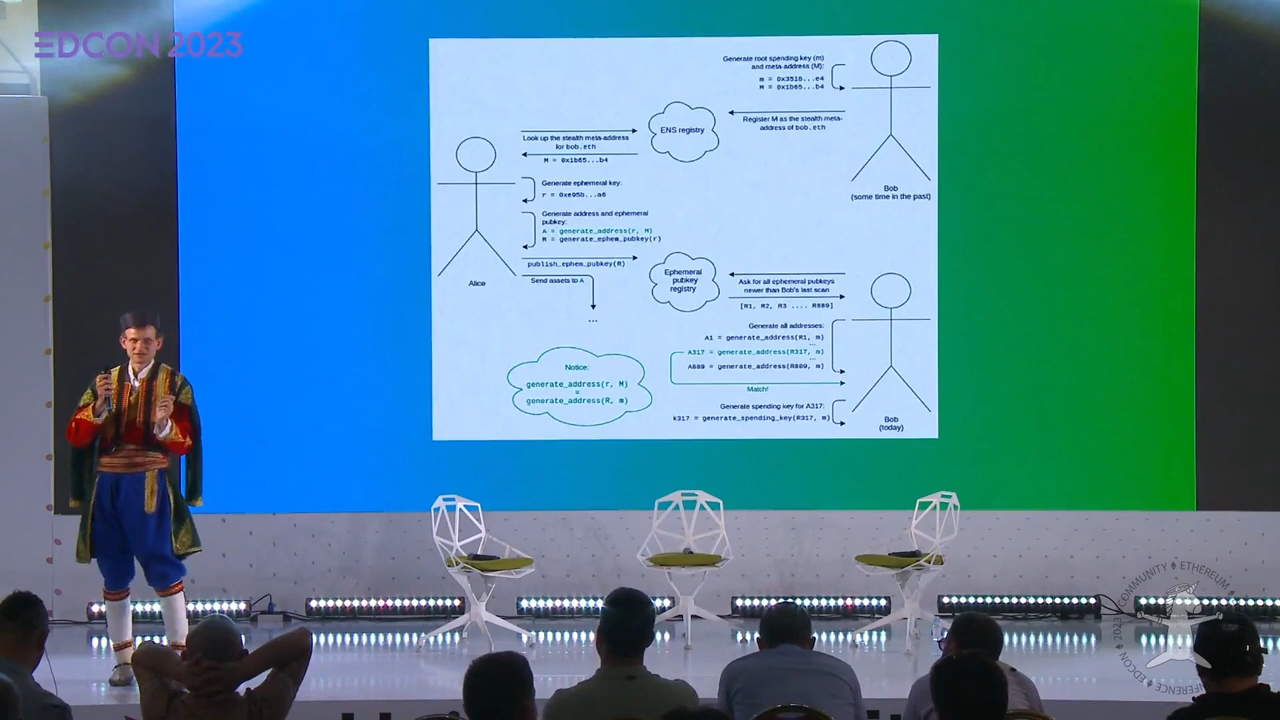 EDCON 2023
Generate root spending key (m)
and meta-address (M):
m = 0x3518...e4
M = 0x1b65...b4
ENS registry
Register M as the stealth meta-
address of bob.eth
Look up the stealth meta-address
for bob.eth
M = 0x1b65...b4
Bob
(some time in the past)
Generate ephemeral key:
r = 0xe95b...a6
Generate address and ephemeral
pubkey:
A = generate_address(r, M)
R = generate_ephem_pubkey(r)
publish_ephem_pubkey(R)
Send assets to A
...
Alice
Ephemeral
pubkey
registry
Ask for all ephemeral pubkeys
newer than Bob's last scan
[R1, R2, R3 .... R889]
Generate all addresses:
A1 = generate_address(R1, m)
...
A317 = generate_address(R317, m)
...
A889 = generate_address(R889, m)
Match!
Generate spending key for A317:
k317 = generate_spending_key(R317, m)
Bob
(today)
Notice:
generate_address(r, M)
=
generate_address(R, m)
COMMUNITY ETHEREUM
EDCON 2023